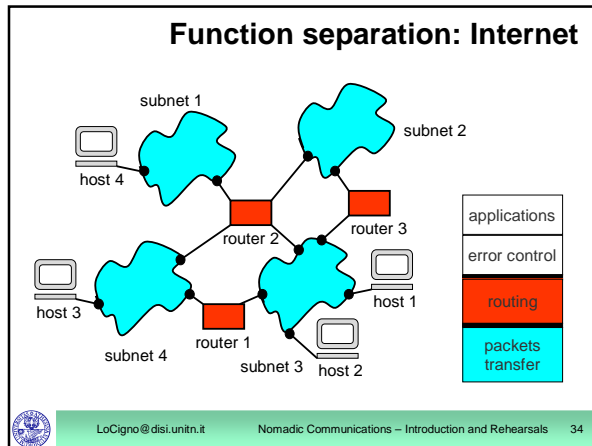 Function separation: Internet
subnet 1
subnet 2
host 4
router 2
router 3
host 3
subnet 4
router 1
subnet 3
host 2
host 1
applications
error control
routing
packets
transfer
LoCigno@disi.unitn.it
Nomadic Communications – Introduction and Rehearsals
34